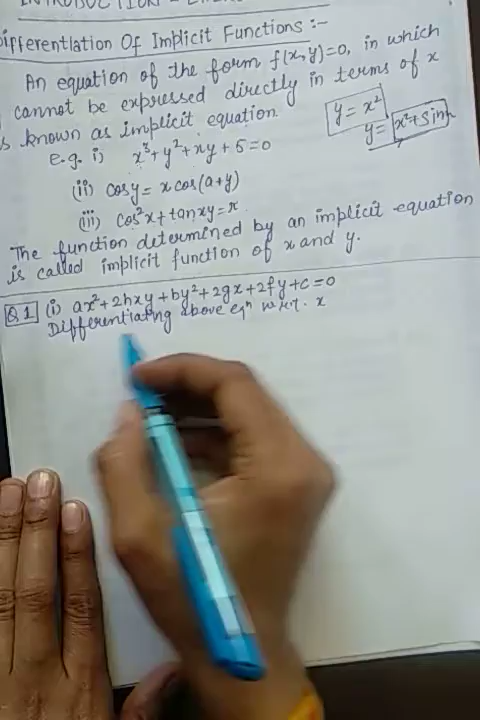 Differentiation Of Implicit Functions :-
An equation of the form f(x,y)=0, in which
cannot be expressed directly in terms of x
is known as implicit equation.
y = x²
y = x²+Sinx
e.g. i) x³+y²+xy+5=0
(ii) cosy = x cos(a+y)
(iii) cos²x+tanxy=π
The function determined by an implicit equation
is called implicit function of x and y.
Q1 (i) ax²+2hxy+by²+2gx+2fy+c=0
Differentiating above eqⁿ w.r.t. x